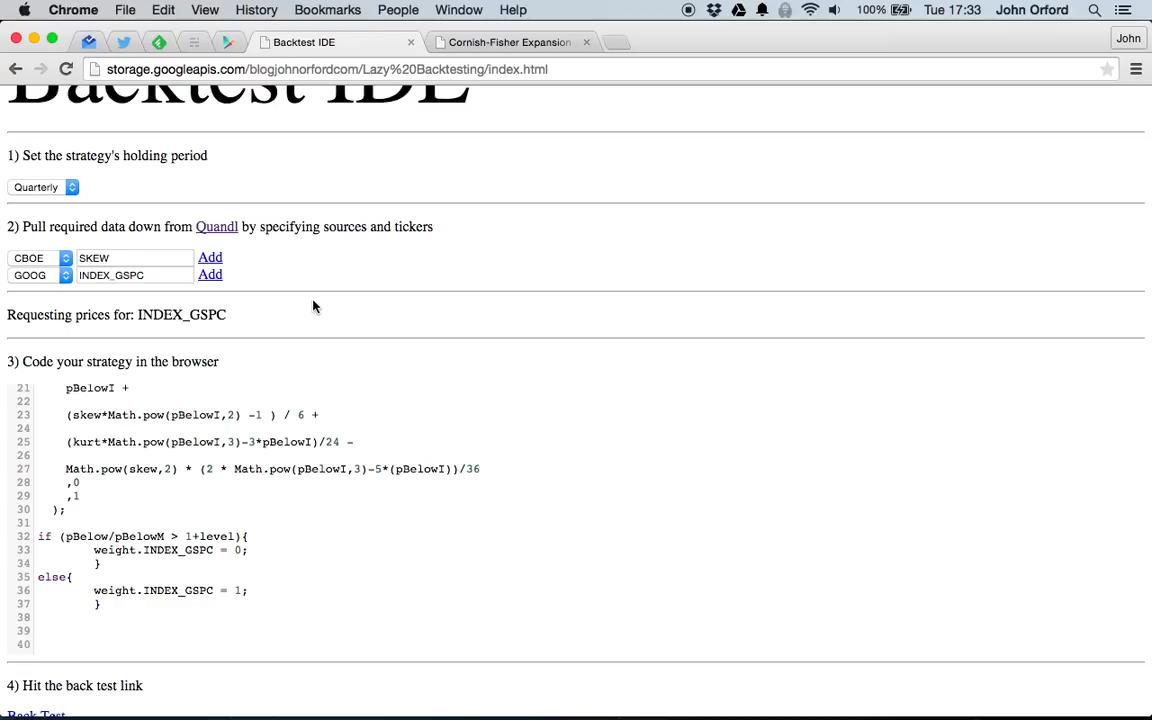 Chrome File Edit View History Bookmarks People Window Help 100% Tue 17:33 John Orford
Backtest IDE Cornish-Fisher Expansion John
storage.googleapis.com/blogjohnorfordcom/Lazy%20Backtesting/index.html
Backtest IDE
1) Set the strategy's holding period
Quarterly
2) Pull required data down from Quandl by specifying sources and tickers
CBOE SKEW Add
GOOG INDEX_GSPC Add
Requesting prices for: INDEX_GSPC
3) Code your strategy in the browser
21 pBelowI +
22
23 (skew*Math.pow(pBelowI,2) -1 ) / 6 +
24
25 (kurt*Math.pow(pBelowI,3)-3*pBelowI)/24 -
26
27 Math.pow(skew,2) * (2 * Math.pow(pBelowI,3)-5*(pBelowI))/36
28 ,0
29 ,1
30 );
31
32 if (pBelow/pBelowM > 1+level){
33 weight.INDEX_GSPC = 0;
34 }
35 else{
36 weight.INDEX_GSPC = 1;
37 }
38
39
40
4) Hit the back test link
Back Test